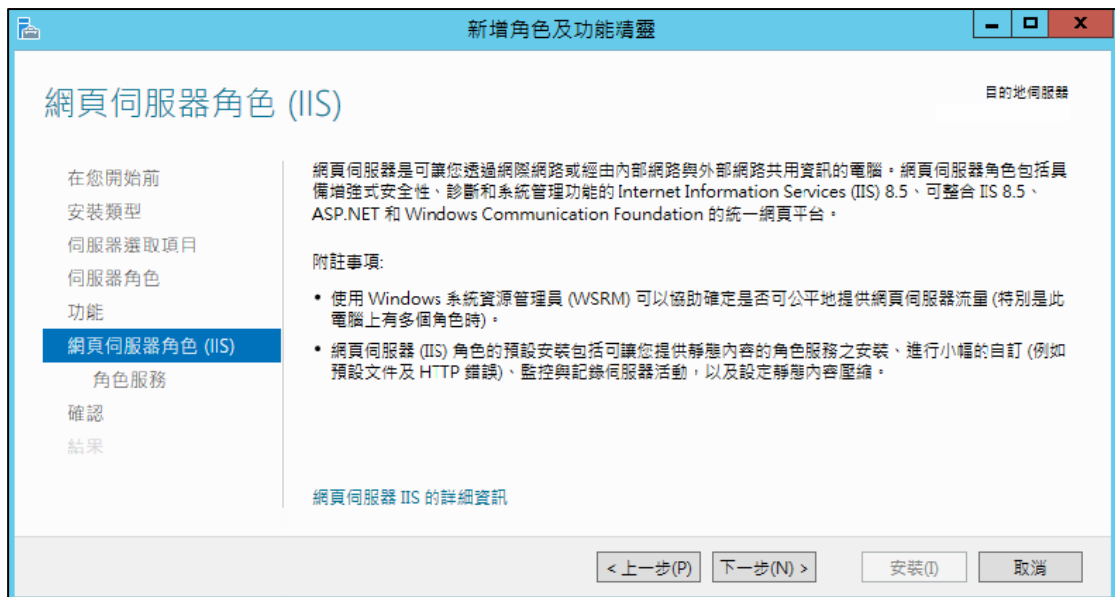 新增角色及功能精靈
網頁伺服器角色 (IIS)
目的地伺服器
在您開始前
安裝類型
伺服器選取項目
伺服器角色
功能
網頁伺服器角色 (IIS)
角色服務
確認
結果
網頁伺服器是可讓您透過網際網路或經由內部網路與外部網路共用資訊的電腦。網頁伺服器角色包括具
備增強式安全性、診斷和系統管理功能的 Internet Information Services (IIS) 8.5、可整合 IIS 8.5、
ASP.NET 和 Windows Communication Foundation 的統一網頁平台。
附註事項:
• 使用 Windows 系統資源管理員 (WSRM) 可以協助確定是否可公平地提供網頁伺服器流量 (特別是此
電腦上有多個角色時)。
• 網頁伺服器 (IIS) 角色的預設安裝包括可讓您提供靜態內容的角色服務之安裝、進行小幅的自訂 (例如
預設文件及 HTTP 錯誤)、監控與記錄伺服器活動，以及設定靜態內容壓縮。
網頁伺服器 IIS 的詳細資訊
< 上一步(P)
下一步(N) >
安裝(I)
取消